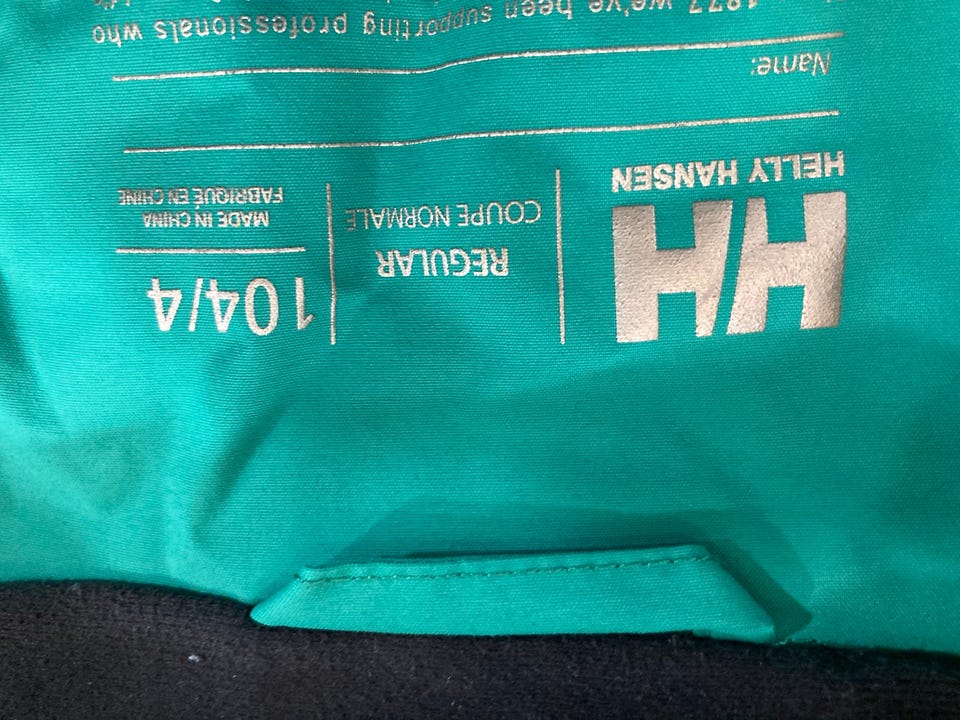 HH
HELLY HANSEN
REGULAR
COUPE NORMALE
104/4
MADE IN CHINA
FABRIQUÉ EN CHINE
Name:
1877 we've been supporting professionals who